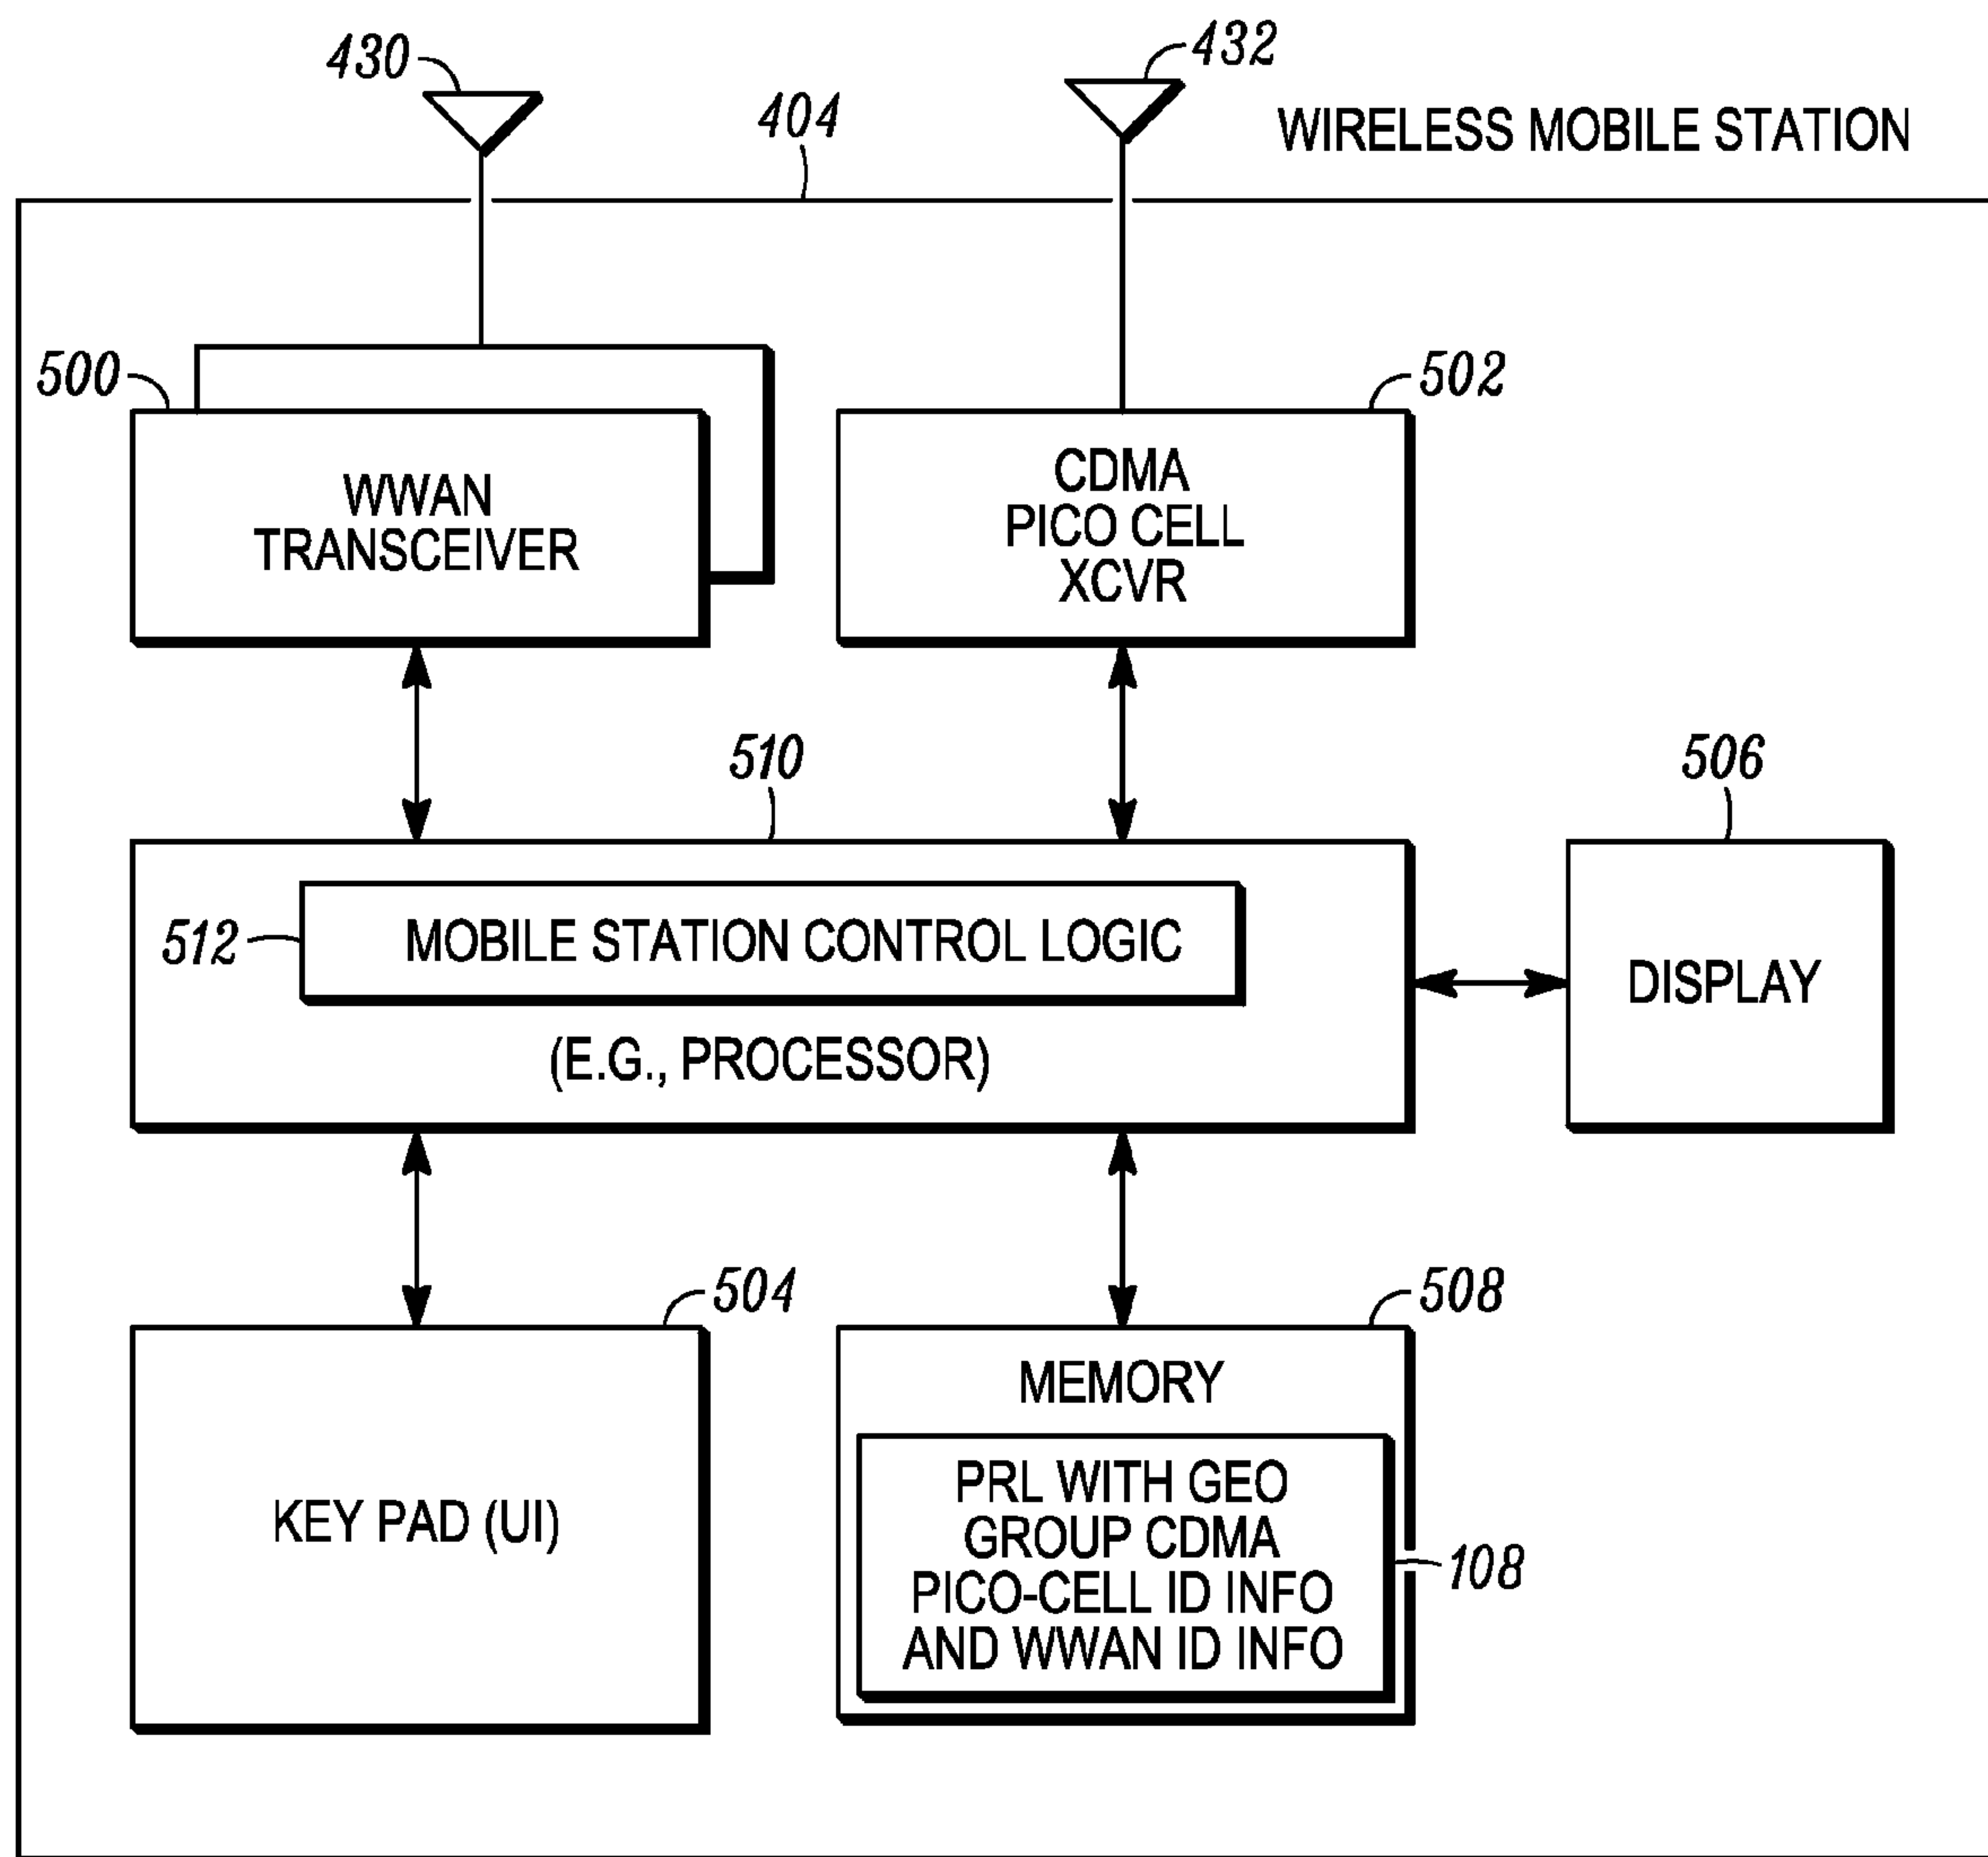 430
432
404
WIRELESS MOBILE STATION
500
502
WWAN
TRANSCEIVER
CDMA
PICO CELL
XCVR
510
506
512
MOBILE STATION CONTROL LOGIC
(E.G., PROCESSOR)
DISPLAY
504
508
KEY PAD (UI)
MEMORY
PRL WITH GEO
GROUP CDMA
PICO-CELL ID INFO
AND WWAN ID INFO
108